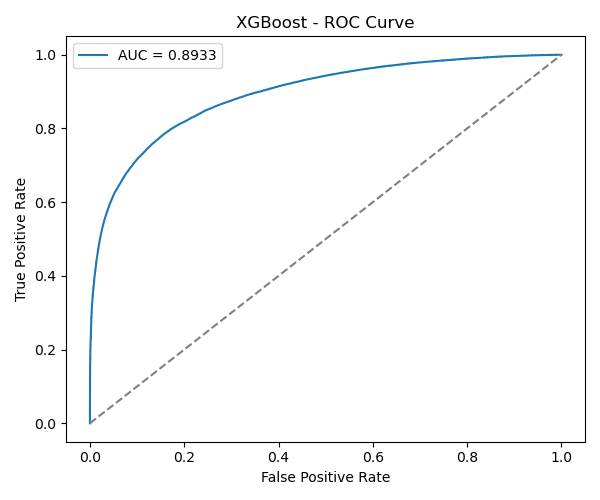 XGBoost - ROC Curve
AUC = 0.8933
True Positive Rate
1.0
0.8
0.6
0.4
0.2
0.0
0.0 0.2 0.4 0.6 0.8 1.0
False Positive Rate